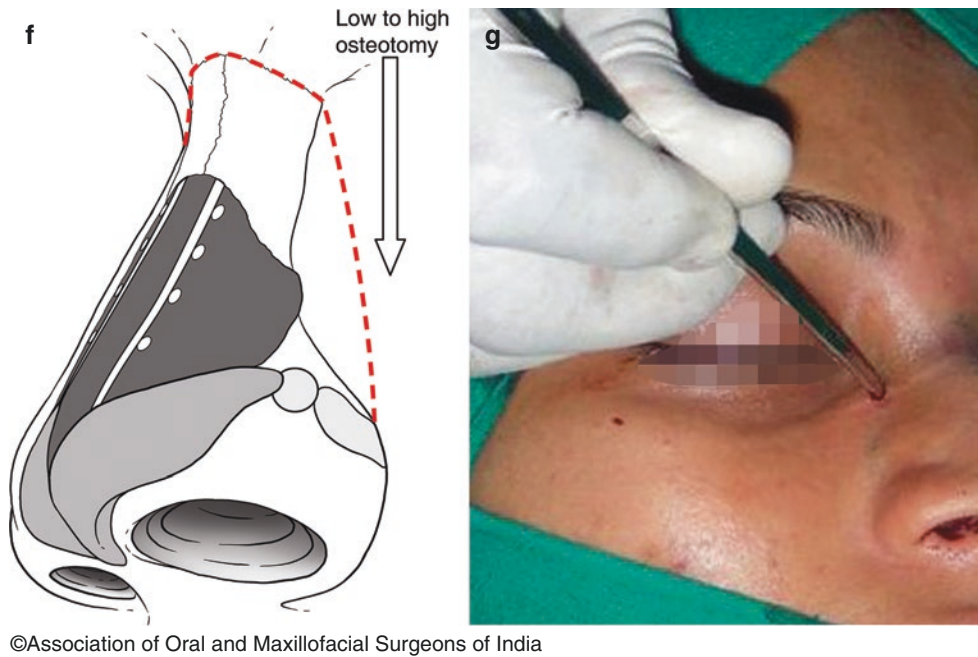 f
Low to high
osteotomy
g
©Association of Oral and Maxillofacial Surgeons of India